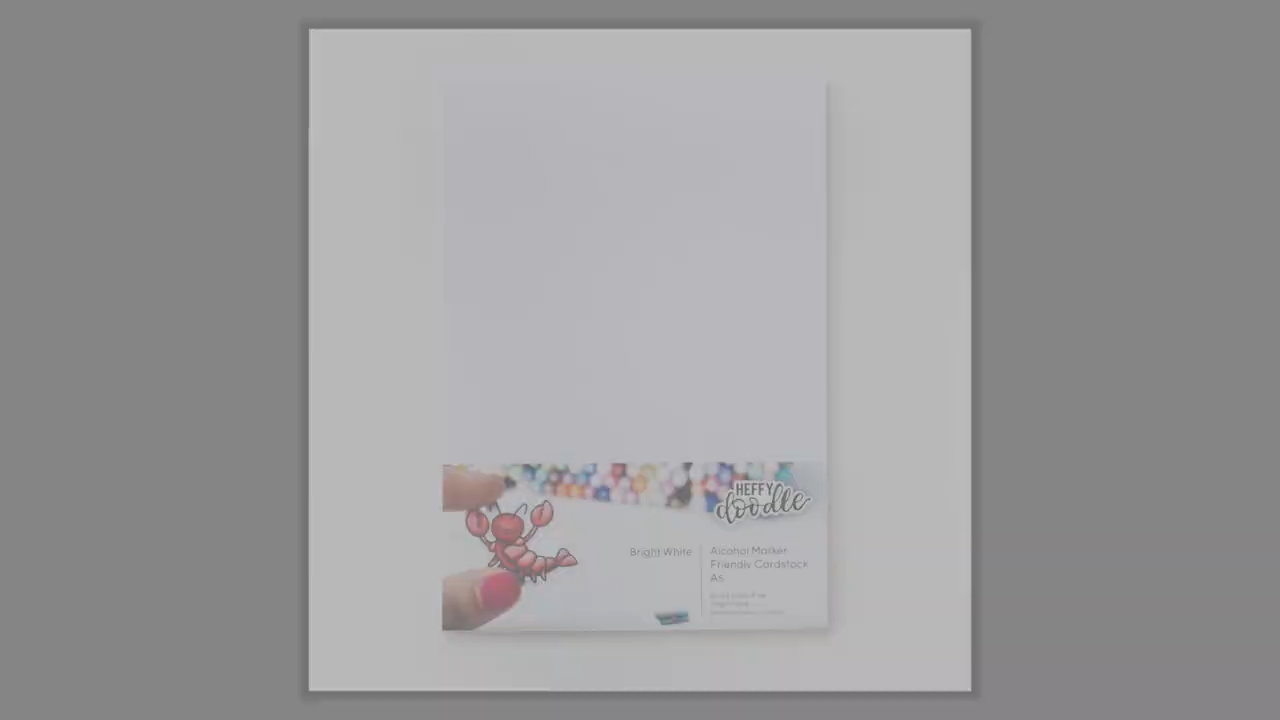 HEFFY
doodle
Bright White
Alcohol Marker
Friendly Cardstock
A5